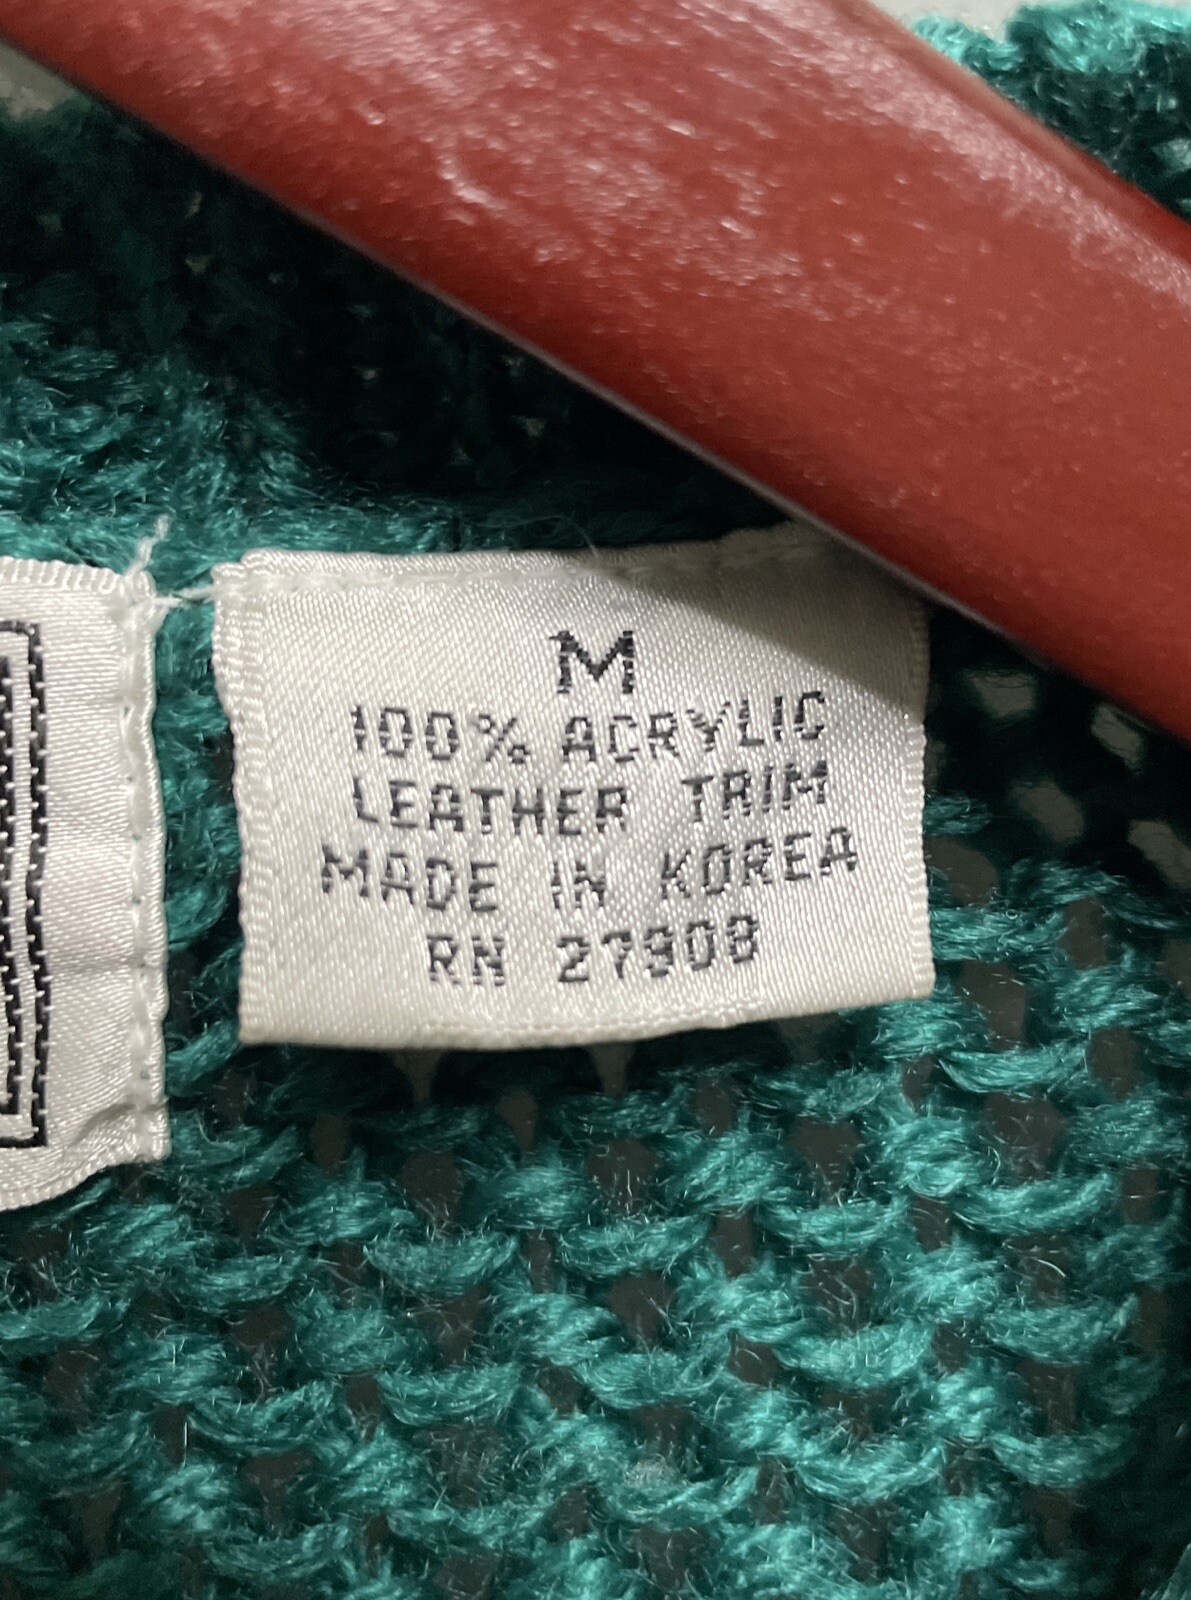 M
100% ACRYLIC
LEATHER TRIM
MADE IN KOREA
RN 27908